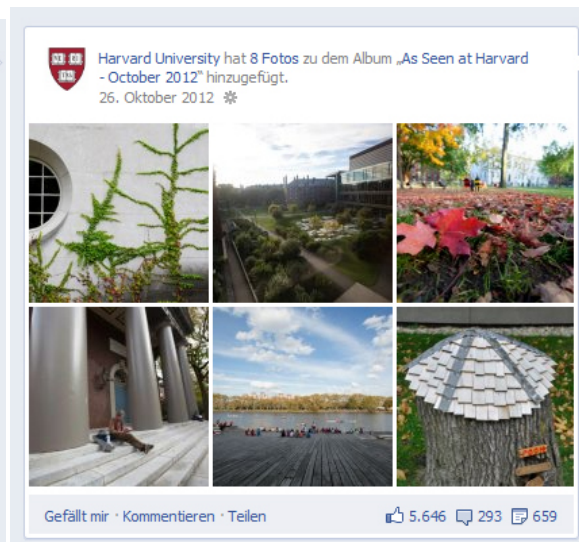 Harvard University hat 8 Fotos zu dem Album „As Seen at Harvard
- October 2012“ hinzugefügt.
26. Oktober 2012
Gefällt mir · Kommentieren · Teilen 5.646 293 659